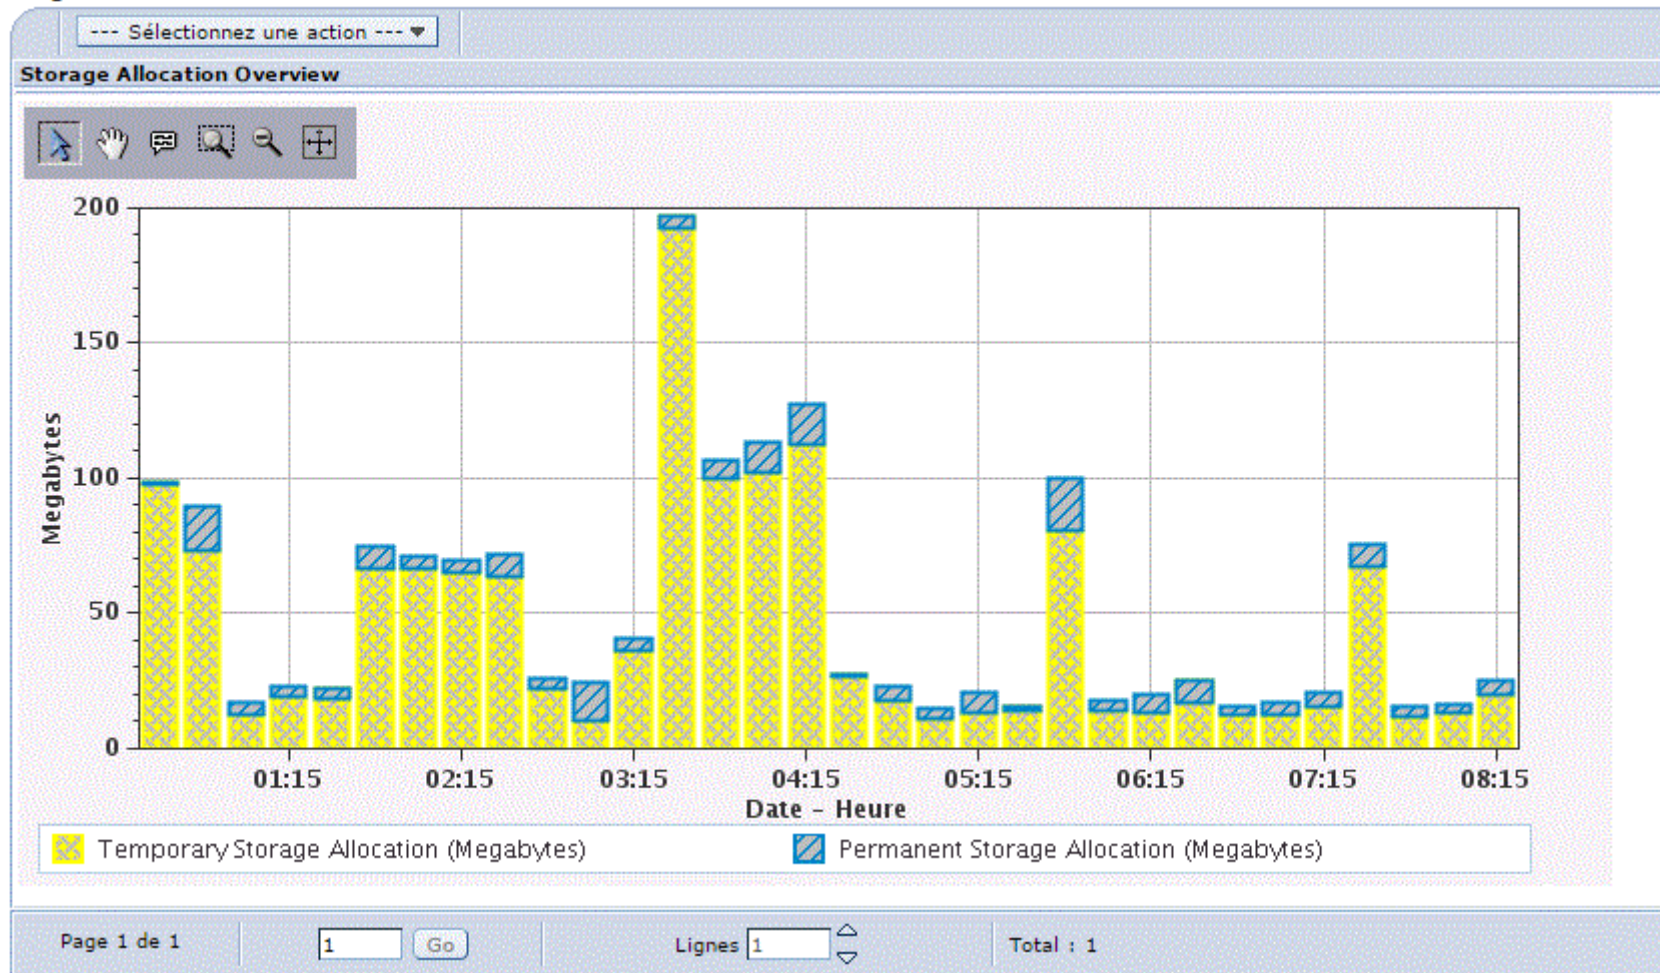 --- Sélectionnez une action ---
Storage Allocation Overview
200
150
100
50
0
Megabytes
01:15 02:15 03:15 04:15 05:15 06:15 07:15 08:15
Date - Heure
Temporary Storage Allocation (Megabytes) Permanent Storage Allocation (Megabytes)
Page 1 de 1 1 Go Lignes 1 Total : 1